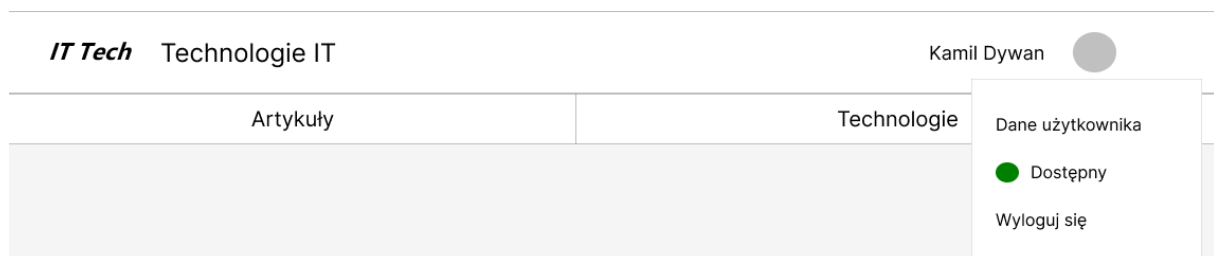 IT Tech Technologie IT Kamil Dywan
Artykuły Technologie
Dane użytkownika
Dostępny
Wyloguj się